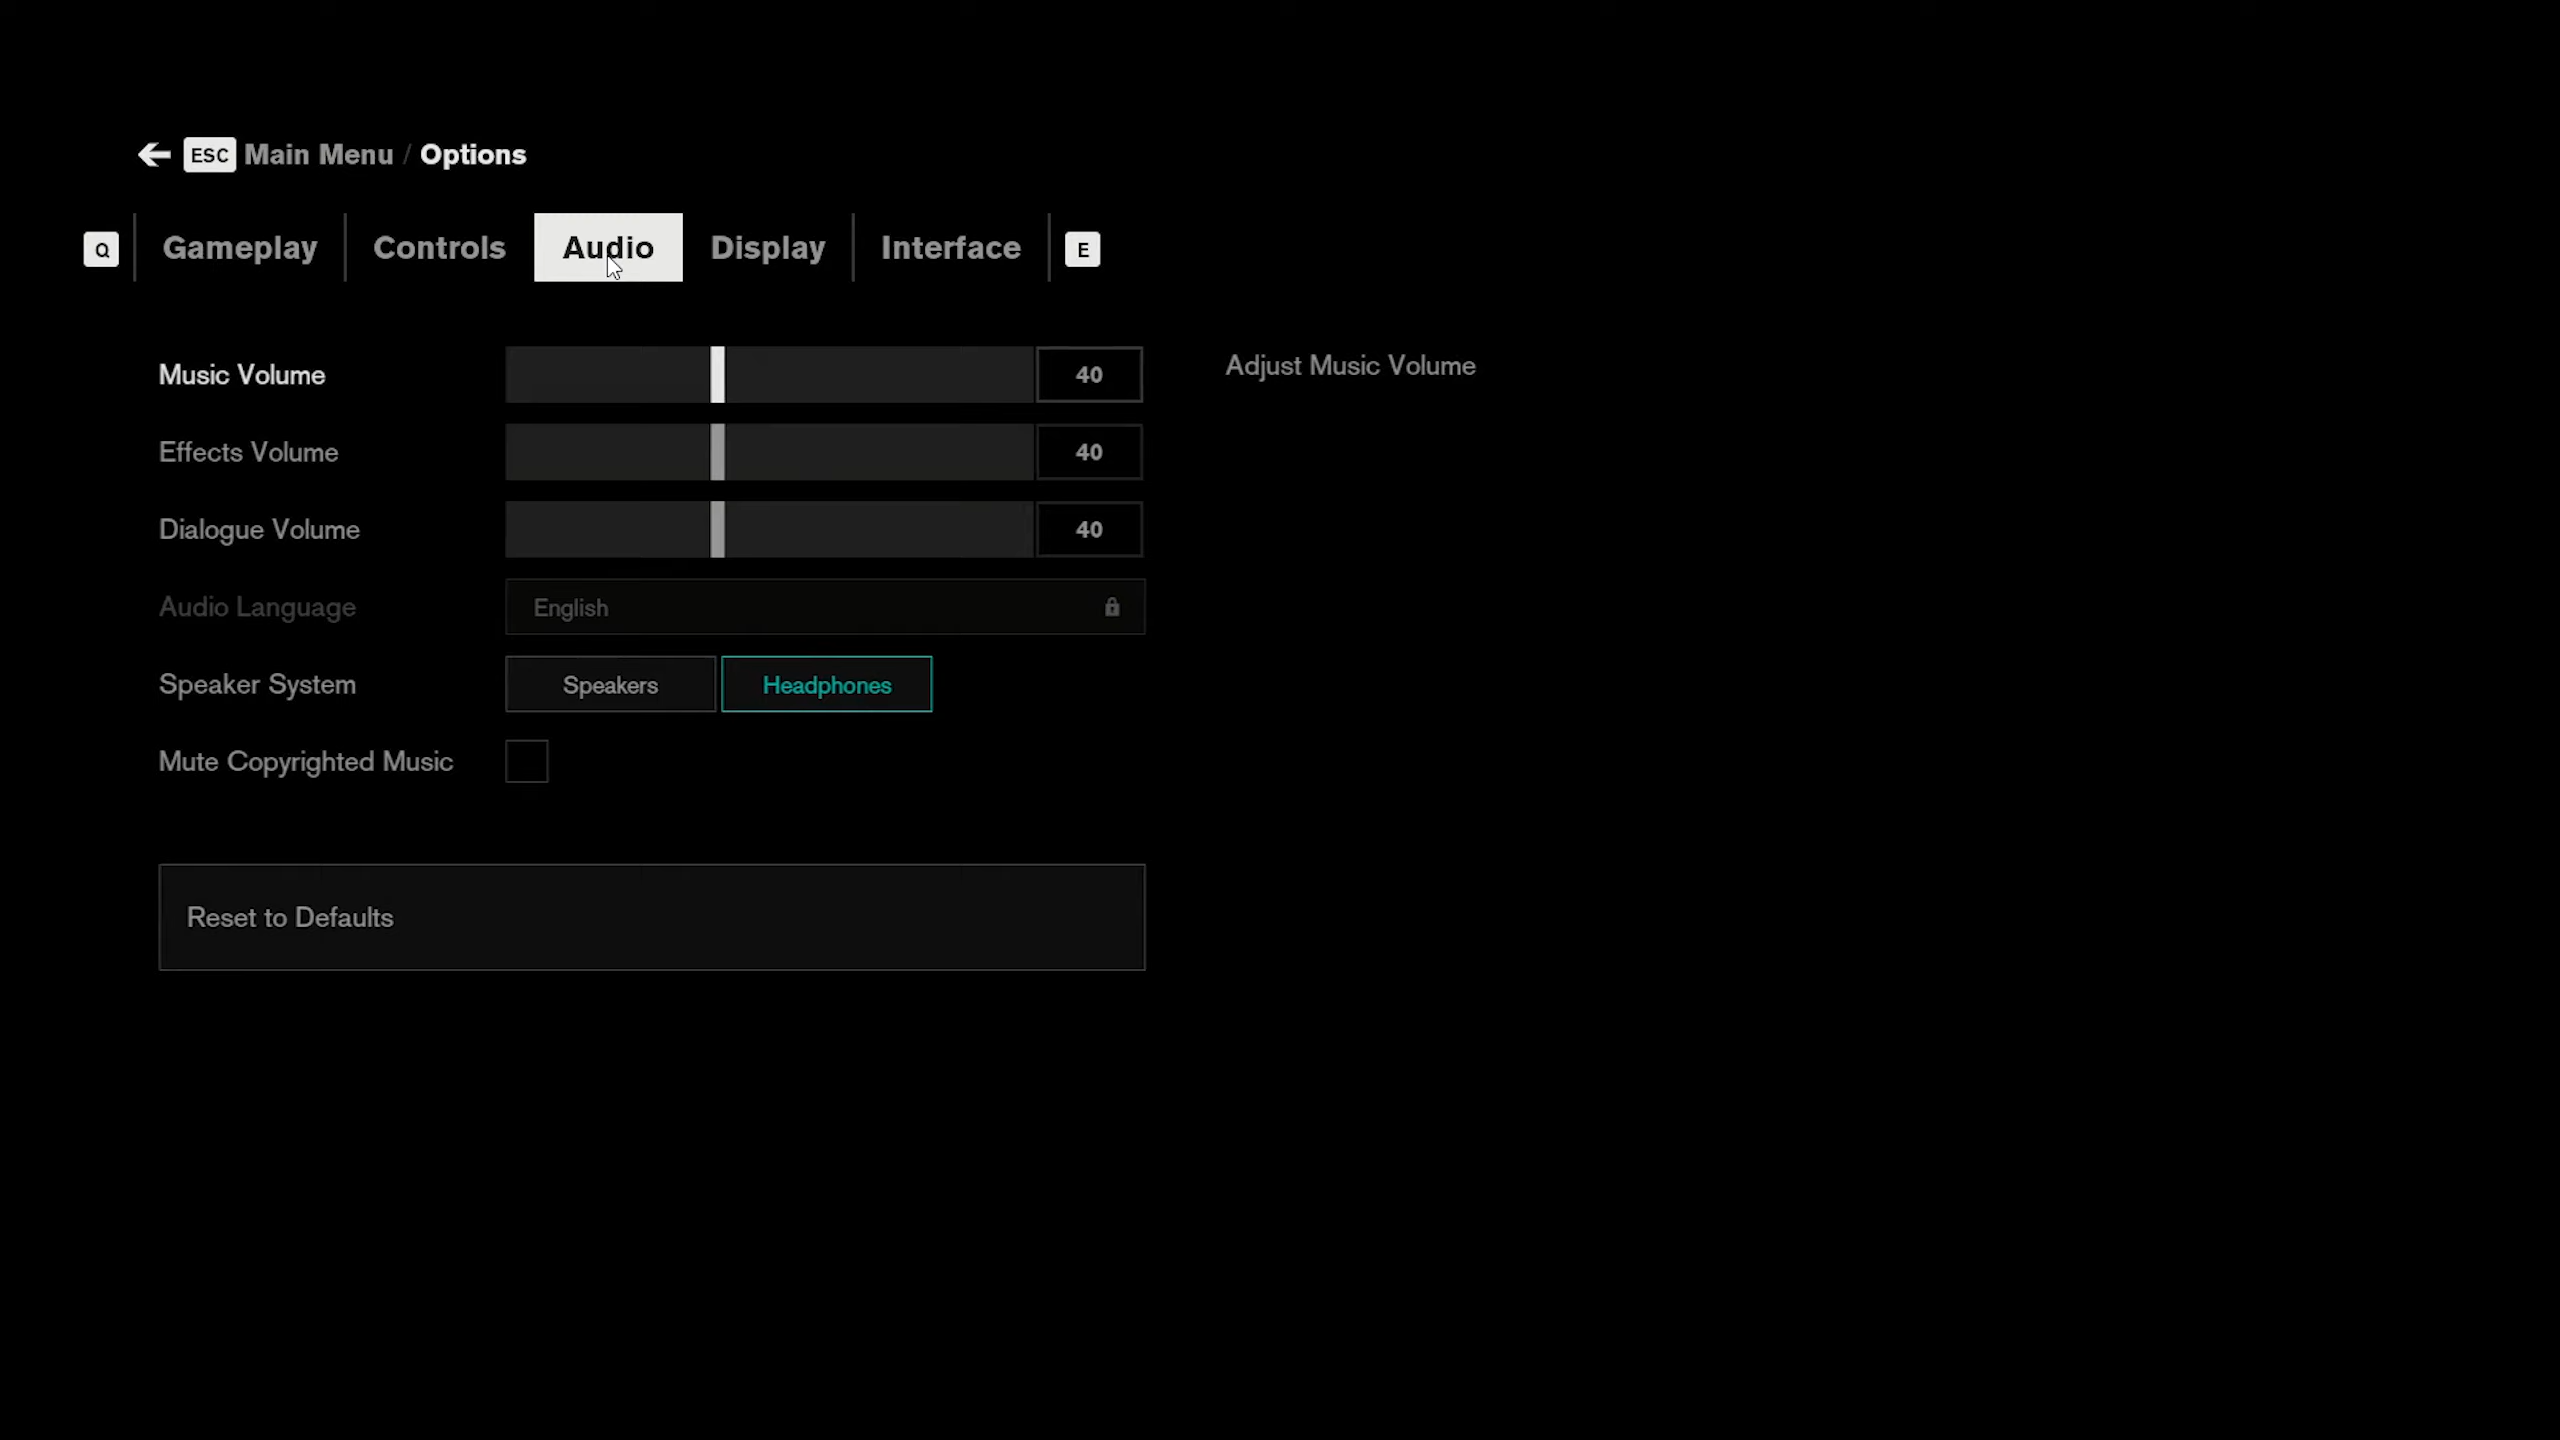 ESC Main Menu / Options
Q Gameplay Controls Audio Display Interface E
Music Volume 40 Adjust Music Volume
Effects Volume 40
Dialogue Volume 40
Audio Language English
Speaker System Speakers Headphones
Mute Copyrighted Music
Reset to Defaults